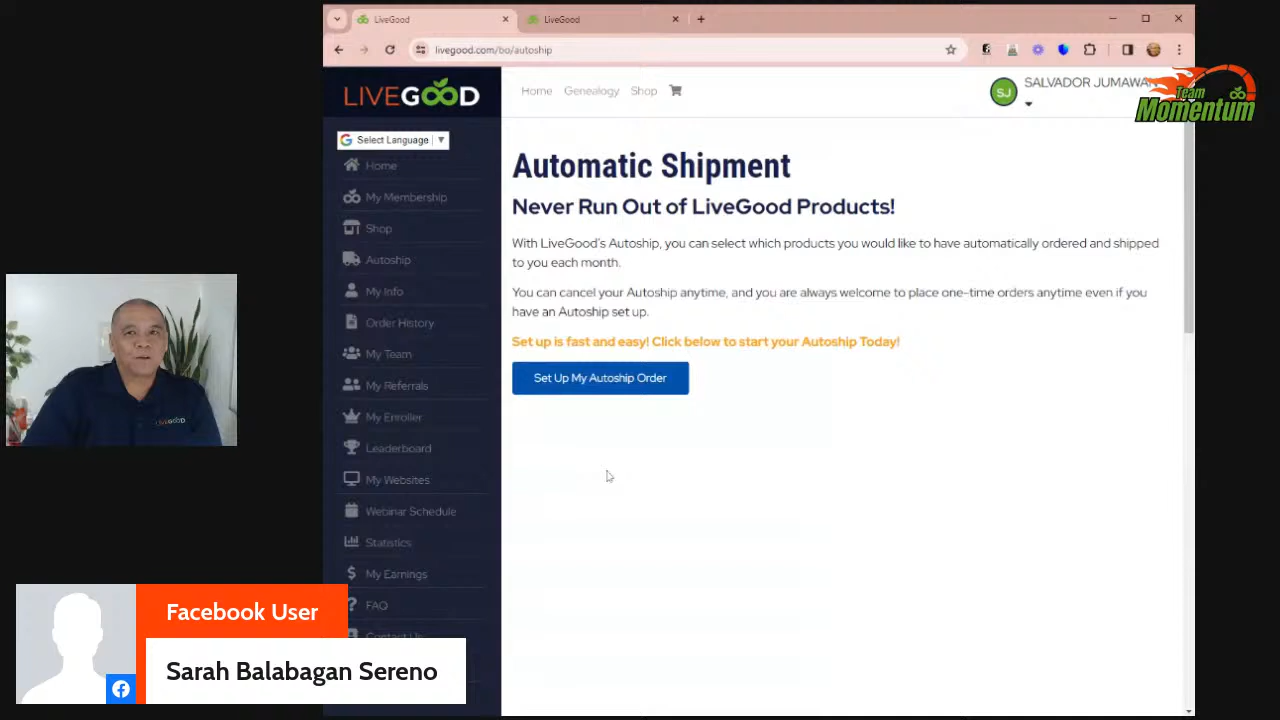 LiveGood
LiveGood
livegood.com/bo/autoship
LIVEGOOD
Home
Genealogy
Shop
SJ
SALVADOR JUMAWAN
Team
Momentum
Select Language
Home
My Membership
Shop
Autoship
My Info
Order History
My Team
My Referrals
My Enroller
Leaderboard
My Websites
Webinar Schedule
Statistics
My Earnings
FAQ
Contact Us
Automatic Shipment
Never Run Out of LiveGood Products!
With LiveGood's Autoship, you can select which products you would like to have automatically ordered and shipped
to you each month.
You can cancel your Autoship anytime, and you are always welcome to place one-time orders anytime even if you
have an Autoship set up.
Set up is fast and easy! Click below to start your Autoship Today!
Set Up My Autoship Order
LIVEGOOD
Facebook User
Sarah Balabagan Sereno